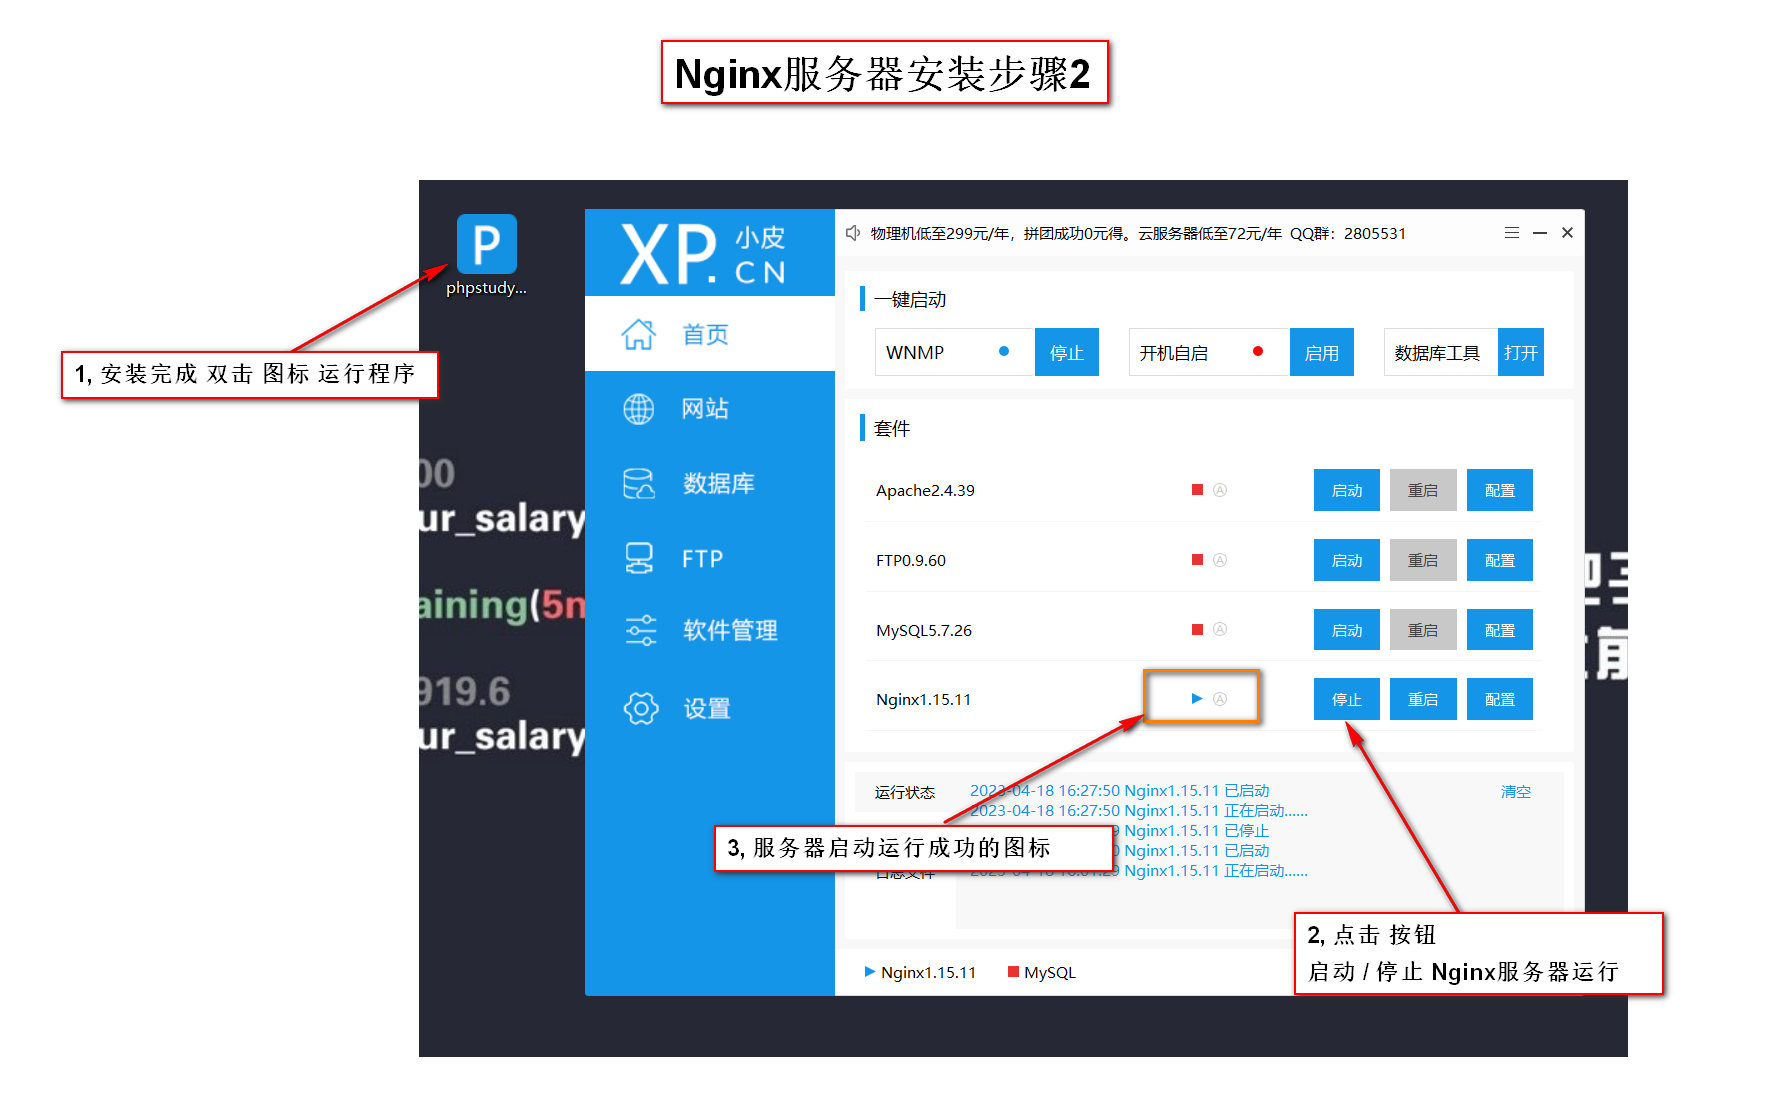 Nginx服务器安装步骤2
P
phpstudy...
1, 安装完成 双击 图标 运行程序
XP.小皮
CN
物理机低至299元/年，拼团成功0元得。云服务器低至72元/年 QQ群：2805531
首页
网站
数据库
FTP
软件管理
设置
一键启动
WNMP 停止 开机自启 启用 数据库工具 打开
套件
Apache2.4.39 A 启动 重启 配置
FTP0.9.60 A 启动 重启 配置
MySQL5.7.26 A 启动 重启 配置
Nginx1.15.11 A 停止 重启 配置
运行状态 2023-04-18 16:27:50 Nginx1.15.11 已启动 清空
2023-04-18 16:27:50 Nginx1.15.11 正在启动......
9 Nginx1.15.11 已停止
0 Nginx1.15.11 已启动
Nginx1.15.11 正在启动......
3, 服务器启动运行成功的图标
2, 点击 按钮
启动 / 停止 Nginx服务器运行
Nginx1.15.11 MySQL
00
ur_salary
aining(5m
919.6
ur_salary